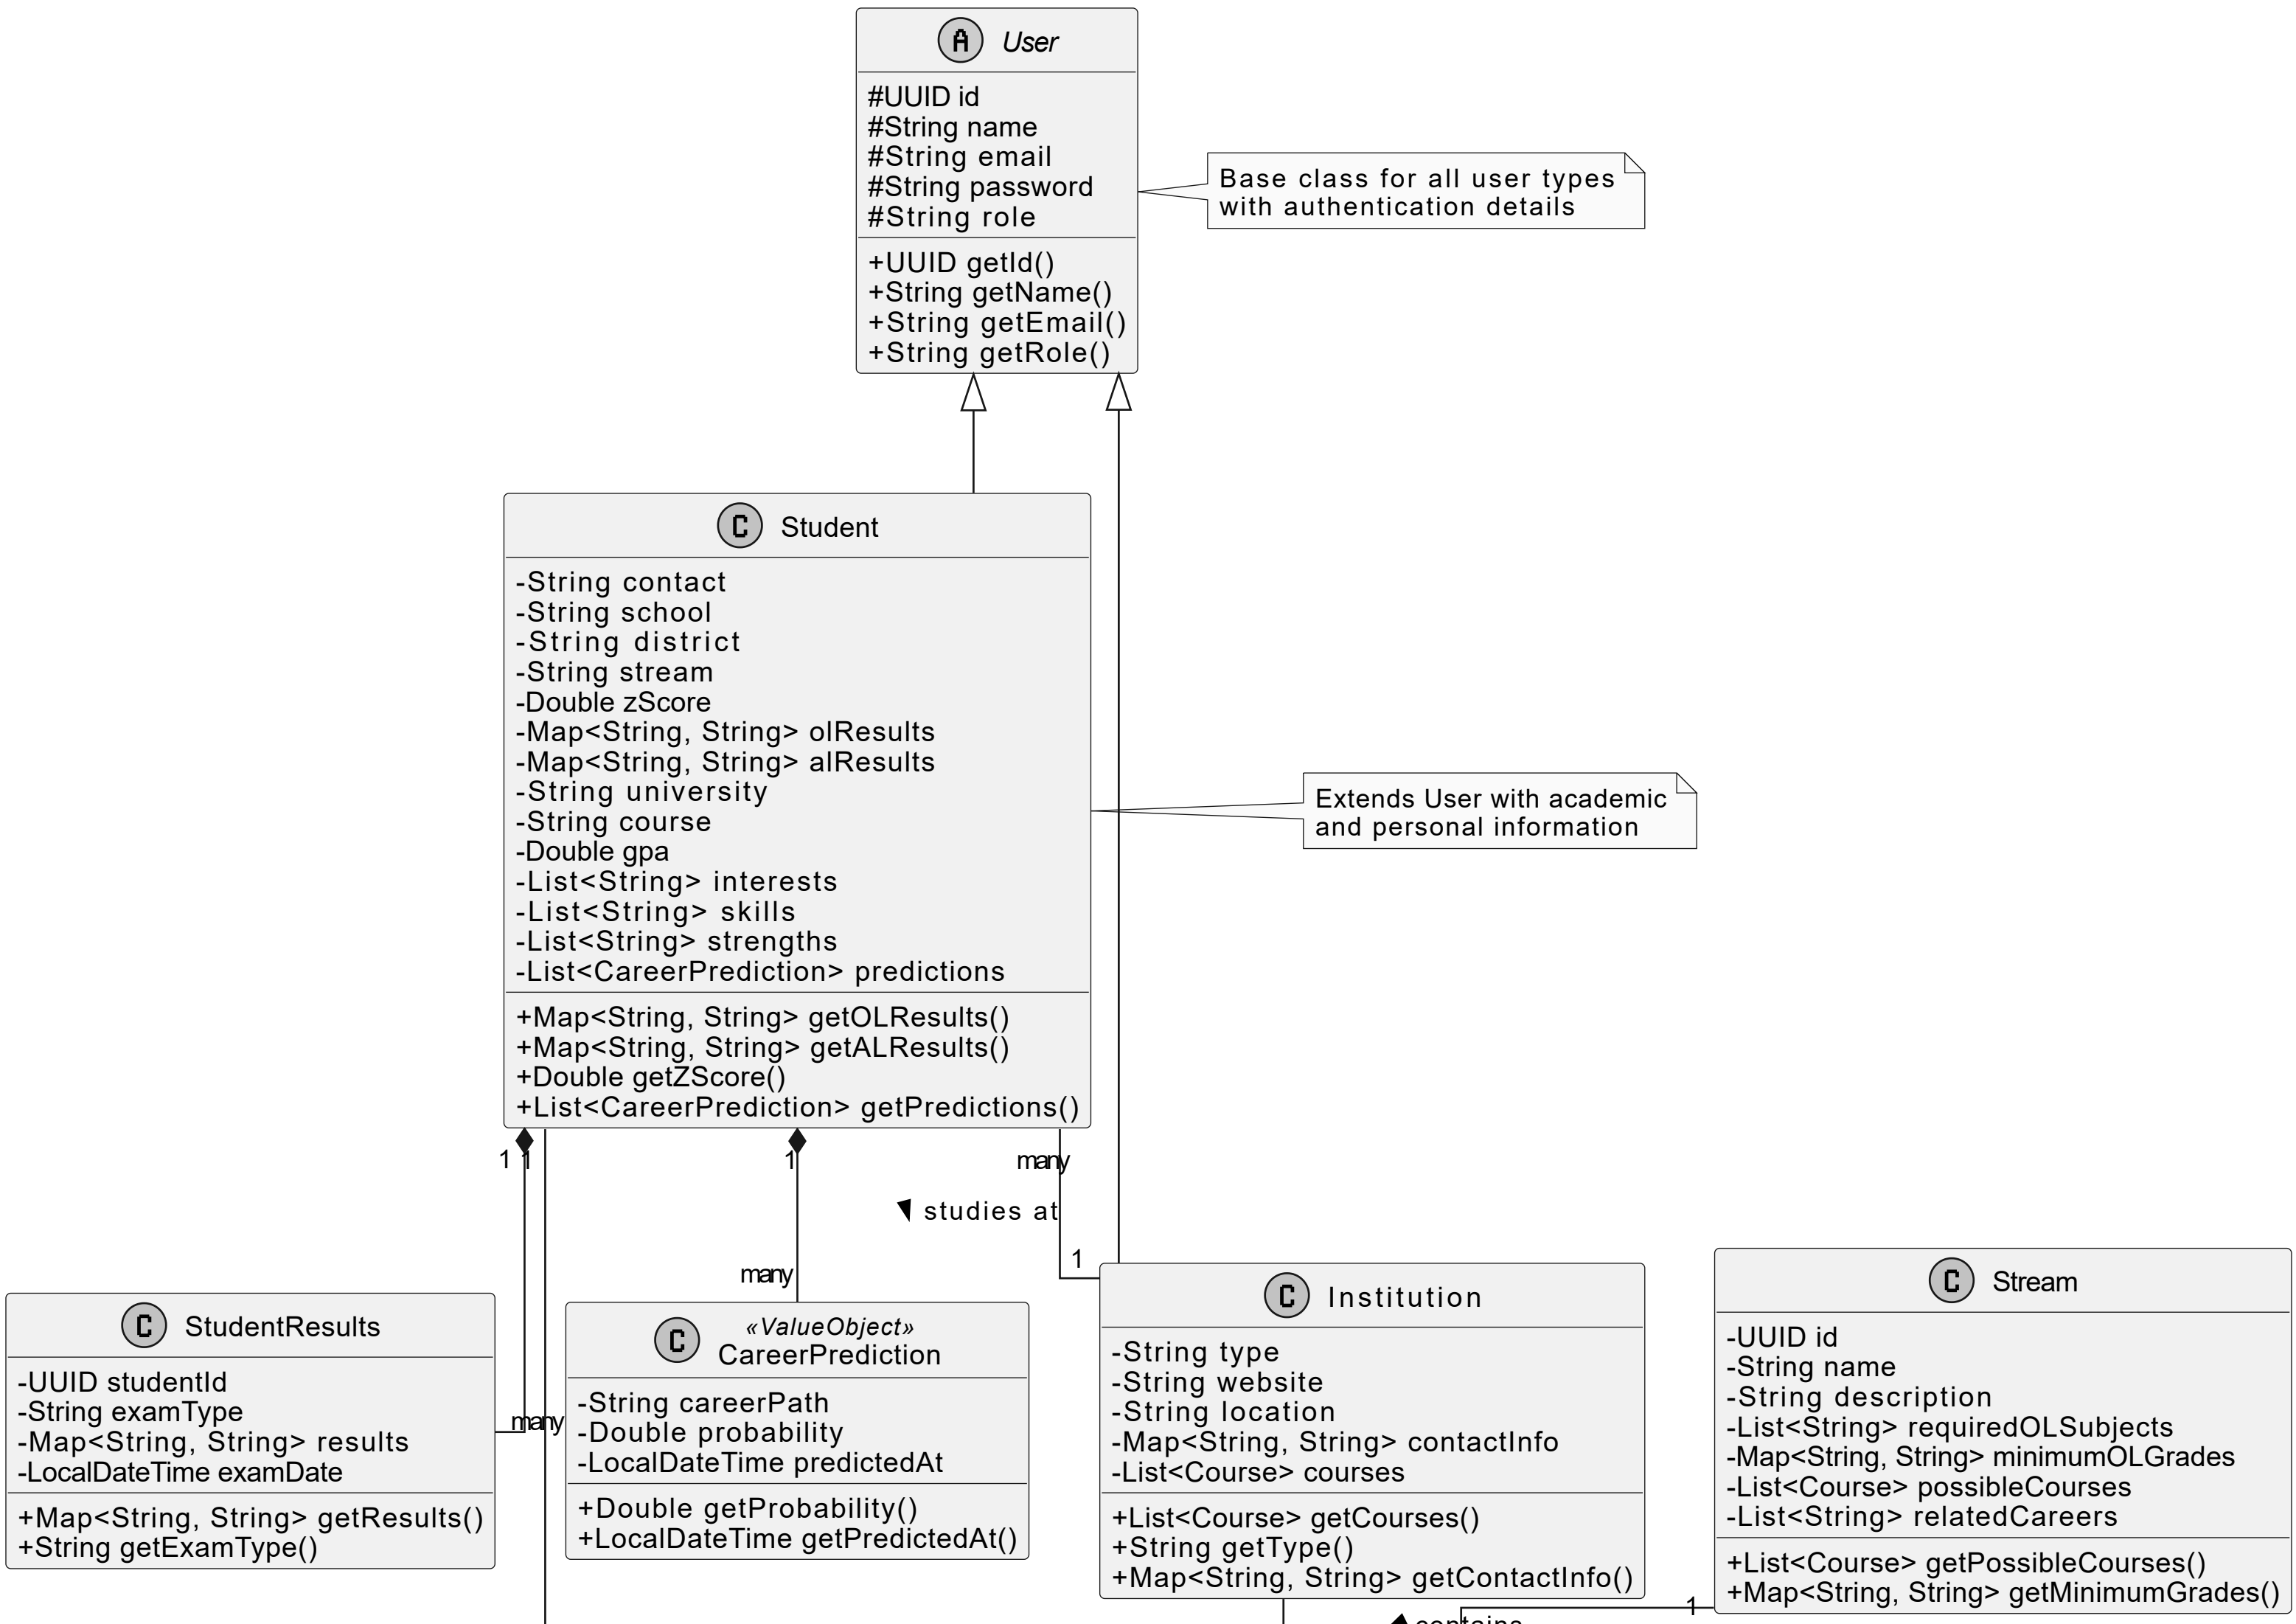 A User
#UUID id
#String name
#String email
#String password
#String role
+UUID getId()
+String getName()
+String getEmail()
+String getRole()
Base class for all user types
with authentication details
C Student
-String contact
-String school
-String district
-String stream
-Double zScore
-Map<String, String> olResults
-Map<String, String> alResults
-String university
-String course
-Double gpa
-List<String> interests
-List<String> skills
-List<String> strengths
-List<CareerPrediction> predictions
+Map<String, String> getOLResults()
+Map<String, String> getALResults()
+Double getZScore()
+List<CareerPrediction> getPredictions()
Extends User with academic
and personal information
1
1
1
many
studies at
many
1
many
C StudentResults
-UUID studentId
-String examType
-Map<String, String> results
-LocalDateTime examDate
+Map<String, String> getResults()
+String getExamType()
C «ValueObject»
CareerPrediction
-String careerPath
-Double probability
-LocalDateTime predictedAt
+Double getProbability()
+LocalDateTime getPredictedAt()
C Institution
-String type
-String website
-String location
-Map<String, String> contactInfo
-List<Course> courses
+List<Course> getCourses()
+String getType()
+Map<String, String> getContactInfo()
C Stream
-UUID id
-String name
-String description
-List<String> requiredOLSubjects
-Map<String, String> minimumOLGrades
-List<Course> possibleCourses
-List<String> relatedCareers
+List<Course> getPossibleCourses()
+Map<String, String> getMinimumGrades()
1
contains